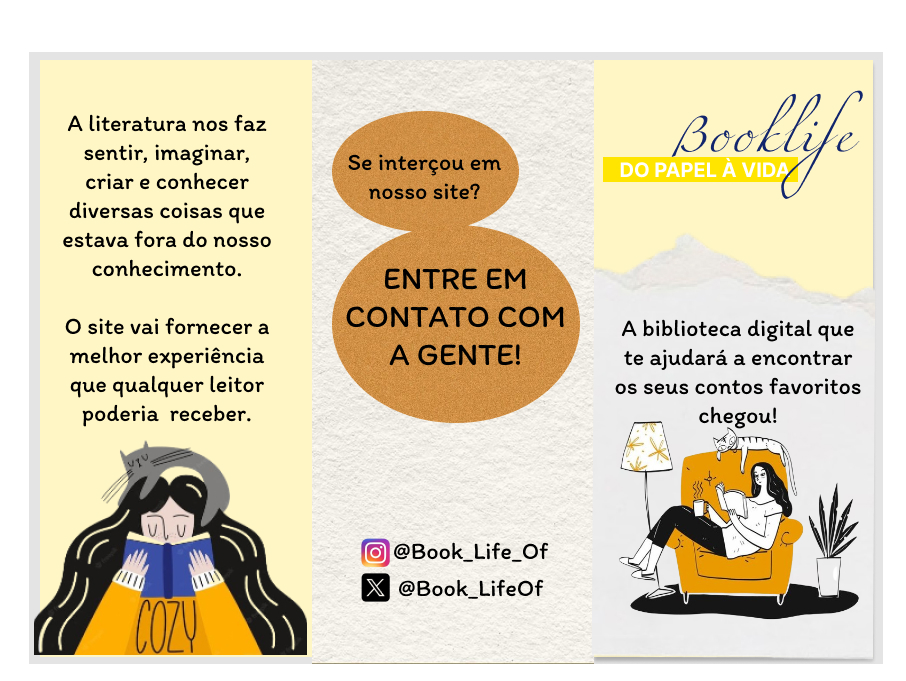 A literatura nos faz
sentir, imaginar,
criar e conhecer
diversas coisas que
estava fora do nosso
conhecimento.
O site vai fornecer a
melhor experiência
que qualquer leitor
poderia  receber.
COZY
Se interçou em
nosso site?
ENTRE EM
CONTATO COM
A GENTE!
@Book_Life_Of
@Book_LifeOf
Booklife
DO PAPEL À VIDA
A biblioteca digital que
te ajudará a encontrar
os seus contos favoritos
chegou!